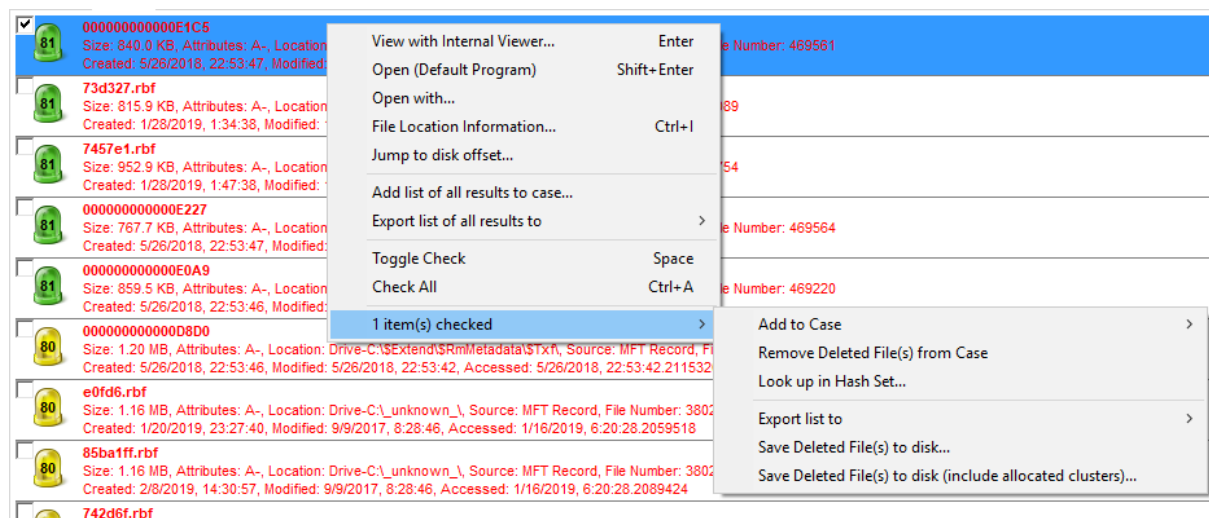 81
000000000000E1C5
Size: 840.0 KB, Attributes: A-, Location
e Number: 469561
Created: 5/26/2018, 22:53:47, Modified:
81
73d327.rbf
Size: 815.9 KB, Attributes: A-, Location
89
Created: 1/28/2019, 1:34:38, Modified:
81
7457e1.rbf
Size: 952.9 KB, Attributes: A-, Location
54
Created: 1/28/2019, 1:47:38, Modified:
81
000000000000E227
Size: 767.7 KB, Attributes: A-, Location
e Number: 469564
Created: 5/26/2018, 22:53:47, Modified:
81
000000000000E0A9
Size: 859.5 KB, Attributes: A-, Location
le Number: 469220
Created: 5/26/2018, 22:53:46, Modified:
80
000000000000D8D0
Size: 1.20 MB, Attributes: A-, Location: Drive-C:\$Extend\$RmMetadata\$Txf\, Source: MFT Record, Fi
Created: 5/26/2018, 22:53:46, Modified: 5/26/2018, 22:53:42, Accessed: 5/26/2018, 22:53:42.211532
80
e0fd6.rbf
Size: 1.16 MB, Attributes: A-, Location: Drive-C:\_unknown_\, Source: MFT Record, File Number: 3802
Created: 1/20/2019, 23:27:40, Modified: 9/9/2017, 8:28:46, Accessed: 1/16/2019, 6:20:28.2059518
80
85ba1ff.rbf
Size: 1.16 MB, Attributes: A-, Location: Drive-C:\_unknown_\, Source: MFT Record, File Number: 3802
Created: 2/8/2019, 14:30:57, Modified: 9/9/2017, 8:28:46, Accessed: 1/16/2019, 6:20:28.2089424
742d6f.rbf
View with Internal Viewer... Enter
Open (Default Program) Shift+Enter
Open with...
File Location Information... Ctrl+I
Jump to disk offset...
Add list of all results to case...
Export list of all results to >
Toggle Check Space
Check All Ctrl+A
1 item(s) checked >
Add to Case >
Remove Deleted File(s) from Case
Look up in Hash Set...
Export list to >
Save Deleted File(s) to disk...
Save Deleted File(s) to disk (include allocated clusters)...